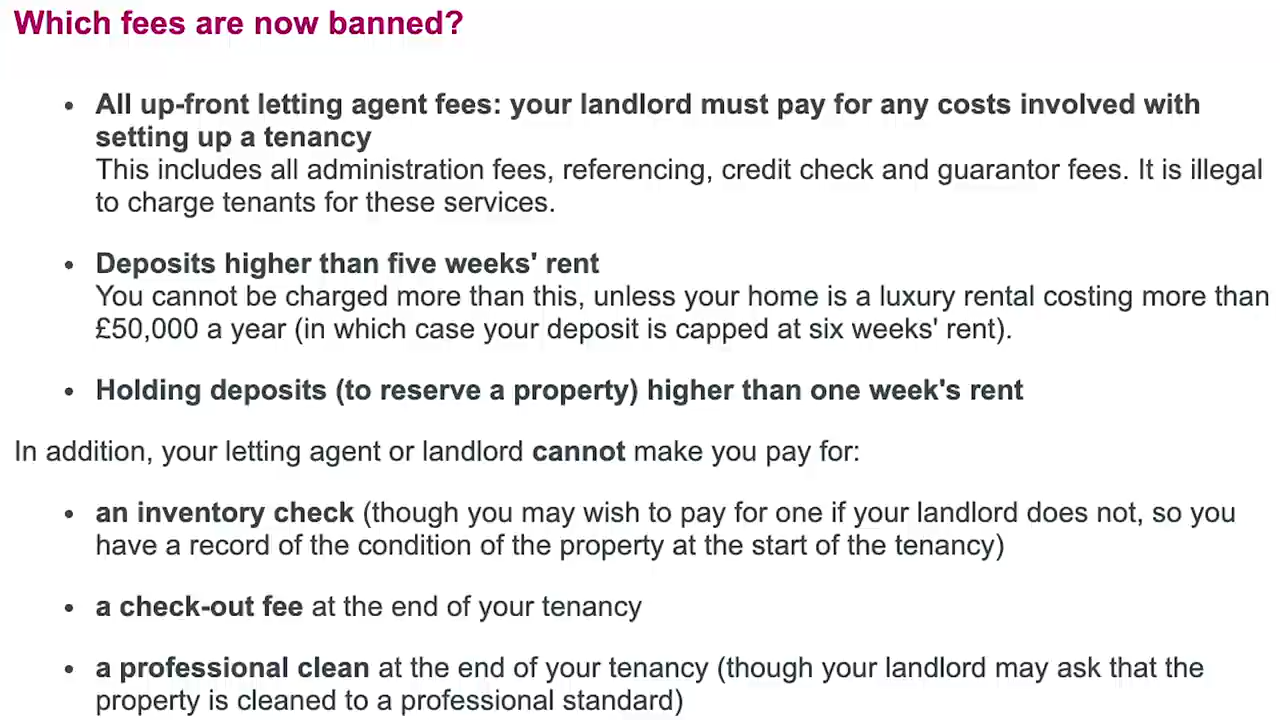 Which fees are now banned?
• All up-front letting agent fees: your landlord must pay for any costs involved with
setting up a tenancy
This includes all administration fees, referencing, credit check and guarantor fees. It is illegal
to charge tenants for these services.
• Deposits higher than five weeks' rent
You cannot be charged more than this, unless your home is a luxury rental costing more than
£50,000 a year (in which case your deposit is capped at six weeks' rent).
• Holding deposits (to reserve a property) higher than one week's rent
In addition, your letting agent or landlord cannot make you pay for:
• an inventory check (though you may wish to pay for one if your landlord does not, so you
have a record of the condition of the property at the start of the tenancy)
• a check-out fee at the end of your tenancy
• a professional clean at the end of your tenancy (though your landlord may ask that the
property is cleaned to a professional standard)